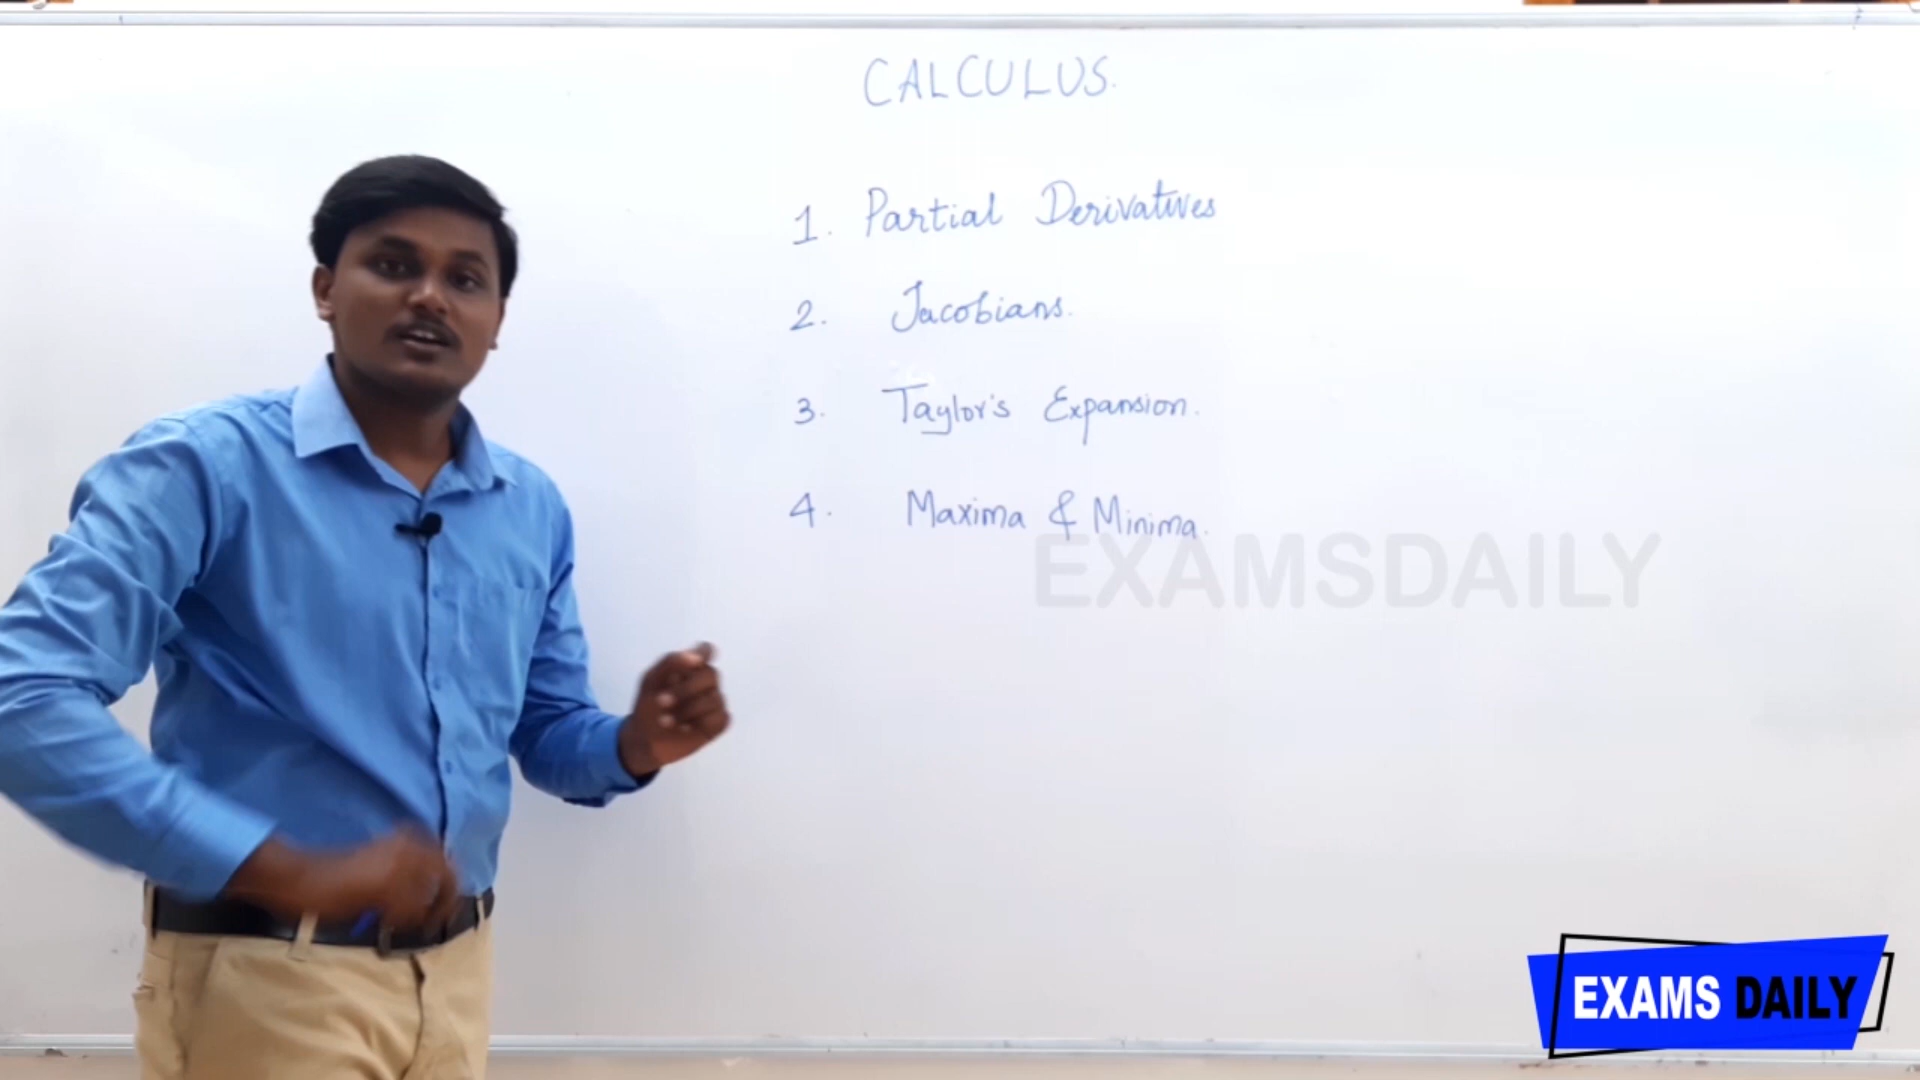 CALCULUS.
1. Partial Derivatives
2. Jacobians.
3. Taylor's Expansion.
4. Maxima & Minima.
EXAMSDAILY
EXAMS DAILY